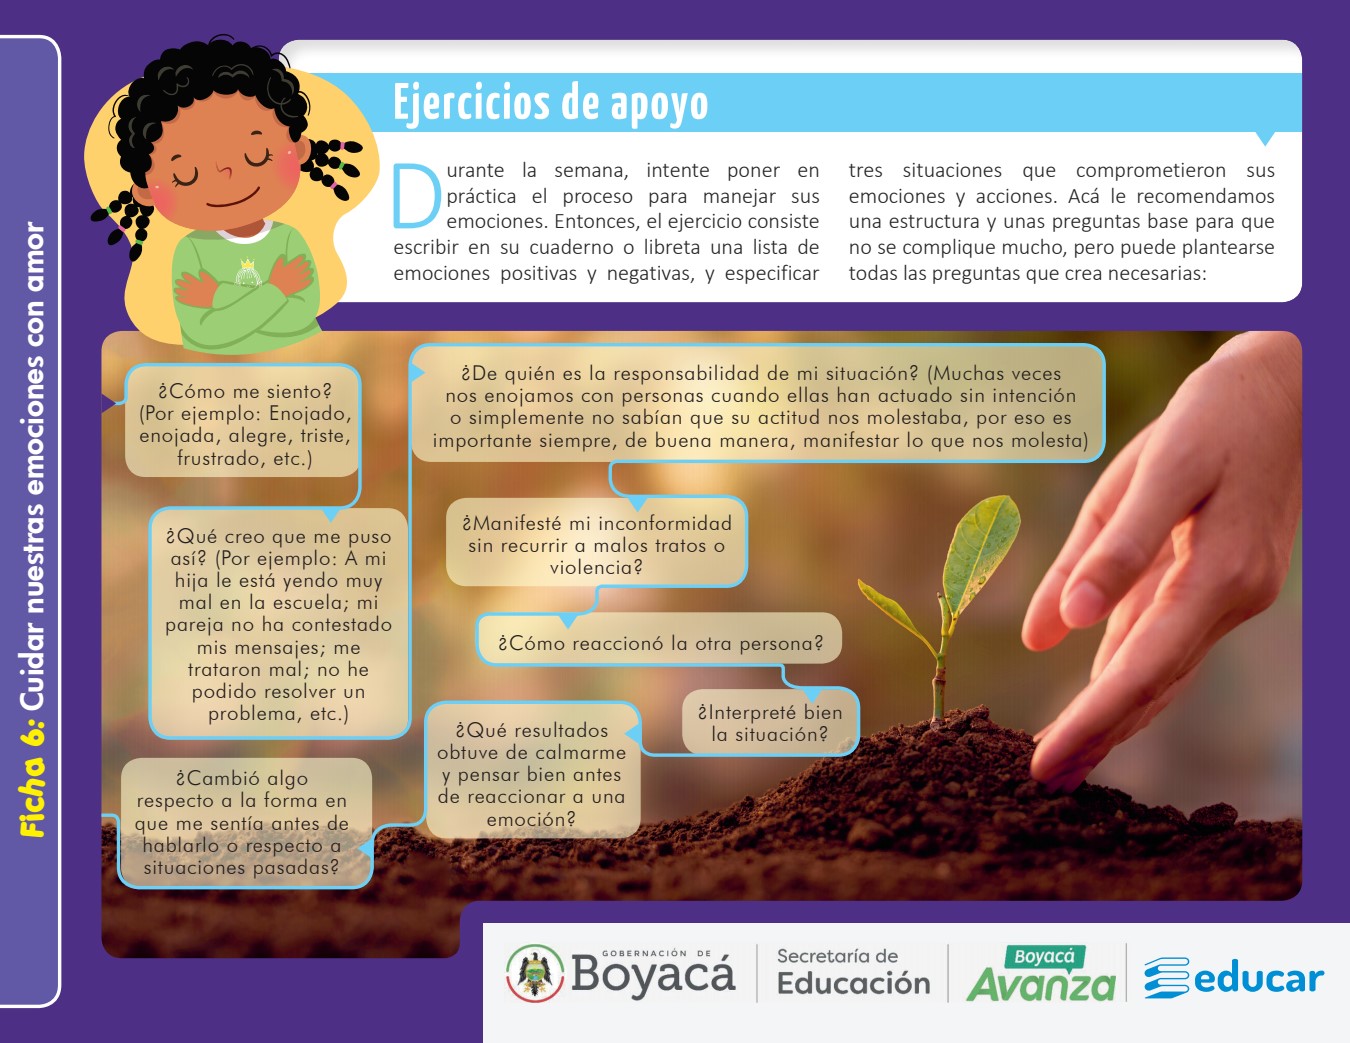 Ficha 6: Cuidar nuestras emociones con amor
Ejercicios de apoyo
Durante la semana, intente poner en
práctica el proceso para manejar sus
emociones. Entonces, el ejercicio consiste
escribir en su cuaderno o libreta una lista de
emociones positivas y negativas, y especificar
tres situaciones que comprometieron sus
emociones y acciones. Acá le recomendamos
una estructura y unas preguntas base para que
no se complique mucho, pero puede plantearse
todas las preguntas que crea necesarias:
¿Cómo me siento?
(Por ejemplo: Enojado,
enojada, alegre, triste,
frustrado, etc.)
¿Qué creo que me puso
así? (Por ejemplo: A mi
hija le está yendo muy
mal en la escuela; mi
pareja no ha contestado
mis mensajes; me
trataron mal; no he
podido resolver un
problema, etc.)
¿De quién es la responsabilidad de mi situación? (Muchas veces
nos enojamos con personas cuando ellas han actuado sin intención
o simplemente no sabían que su actitud nos molestaba, por eso es
importante siempre, de buena manera, manifestar lo que nos molesta)
¿Manifesté mi inconformidad
sin recurrir a malos tratos o
violencia?
¿Cómo reaccionó la otra persona?
¿Interpreté bien
la situación?
¿Qué resultados
obtuve de calmarme
y pensar bien antes
de reaccionar a una
emoción?
¿Cambió algo
respecto a la forma en
que me sentía antes de
hablarlo o respecto a
situaciones pasadas?
GOBERNACIÓN DE
Boyacá
Secretaría de
Educación
Boyacá
Avanza
educar